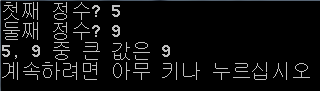 첫째 정수? 5
둘째 정수? 9
5, 9 중 큰 값은 9
계속하려면 아무 키나 누르십시오